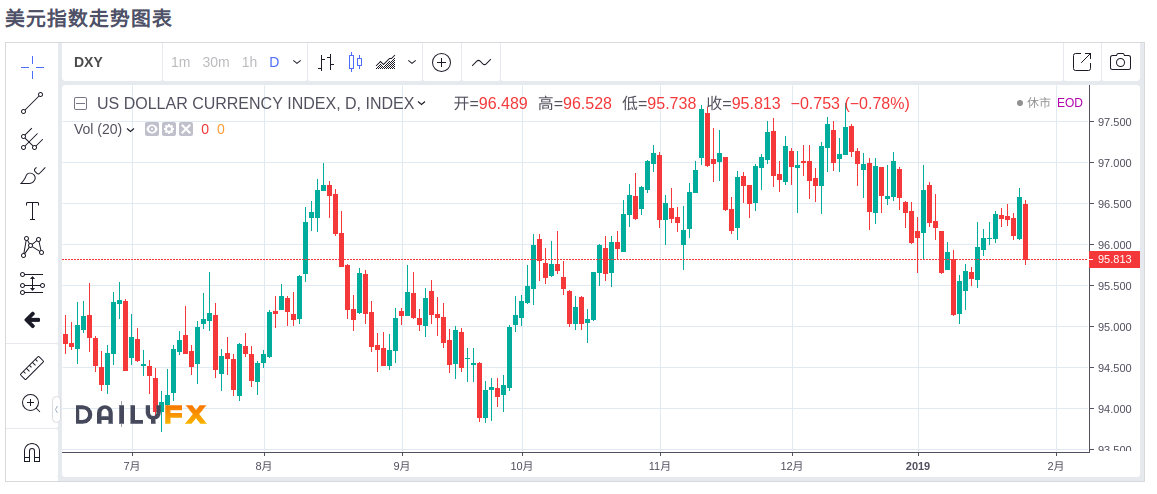 美元指数走势图表
DXY 1m 30m 1h D
US DOLLAR CURRENCY INDEX, D, INDEX 开=96.489 高=96.528 低=95.738 收=95.813 −0.753 (−0.78%) 休市 EOD
Vol (20) 0 0
97.500
97.000
96.500
96.000
95.813
95.500
95.000
94.500
94.000
93.500
DAILYFX
7月 8月 9月 10月 11月 12月 2019 2月